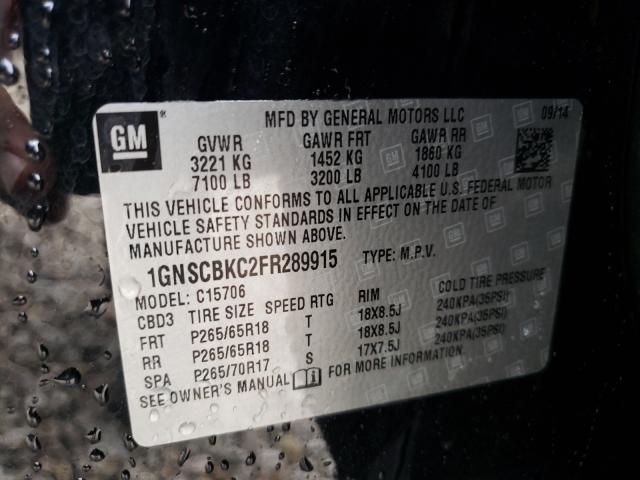 MFD BY GENERAL MOTORS LLC 09/14
GM ®
GVWR GAWR FRT GAWR RR
3221 KG 1452 KG 1860 KG
7100 LB 3200 LB 4100 LB
THIS VEHICLE CONFORMS TO ALL APPLICABLE U.S. FEDERAL MOTOR
VEHICLE SAFETY STANDARDS IN EFFECT ON THE DATE OF
MANUFACTURE SHOWN ABOVE.
1GNSCBKC2FR289915 TYPE: M.P.V.
MODEL: C15706
CBD3 TIRE SIZE SPEED RTG RIM COLD TIRE PRESSURE
FRT P265/65R18 T 18X8.5J 240KPA(35PSI)
RR P265/65R18 T 18X8.5J 240KPA(35PSI)
SPA P265/70R17 S 17X7.5J 240KPA(35PSI)
SEE OWNER'S MANUAL FOR MORE INFORMATION.